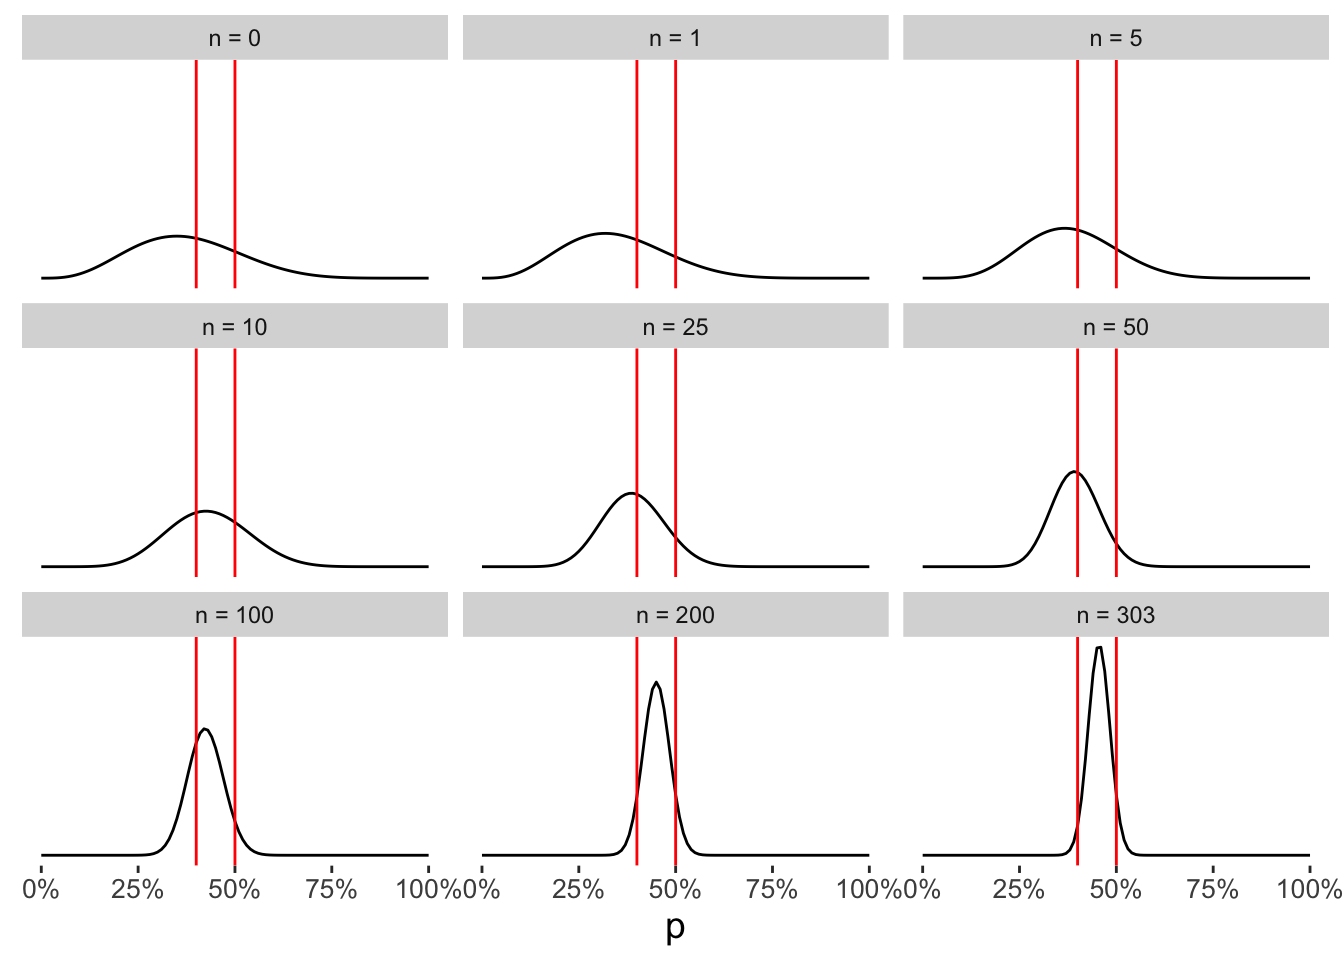 n = 0
n = 1
n = 5
n = 10
n = 25
n = 50
n = 100
n = 200
n = 303
0% 25% 50% 75% 100% 0% 25% 50% 75% 100% 0% 25% 50% 75% 100%
p